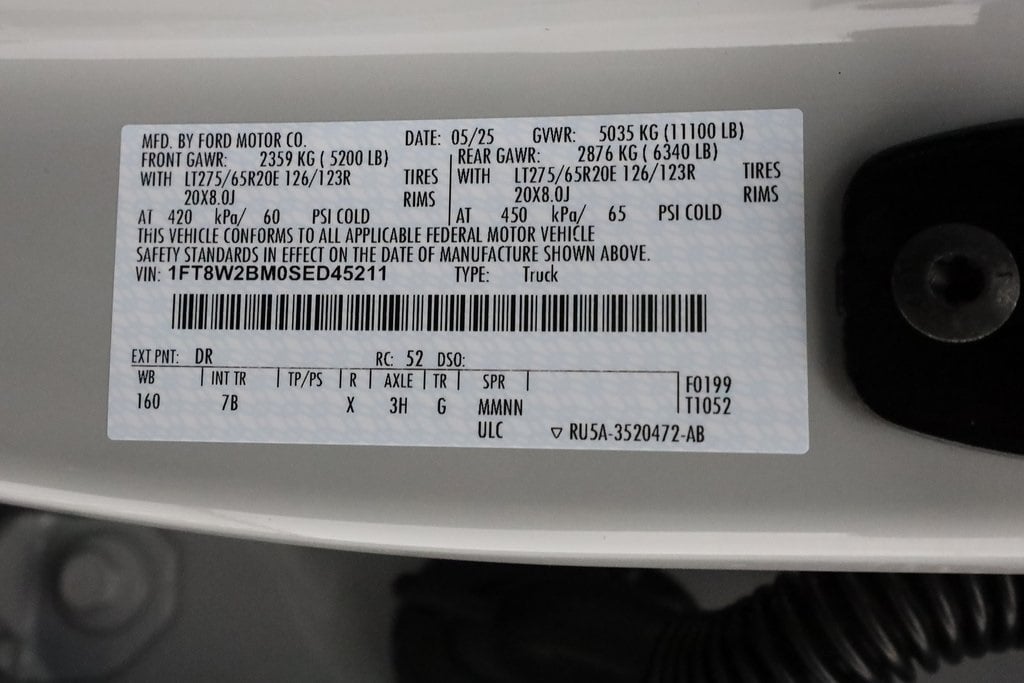 MFD. BY FORD MOTOR CO. DATE: 05/25 GVWR: 5035 KG (11100 LB)
FRONT GAWR: 2359 KG ( 5200 LB) REAR GAWR: 2876 KG ( 6340 LB)
WITH LT275/65R20E 126/123R TIRES WITH LT275/65R20E 126/123R TIRES
20X8.0J RIMS 20X8.0J RIMS
AT 420 kPa/ 60 PSI COLD AT 450 kPa/ 65 PSI COLD
THIS VEHICLE CONFORMS TO ALL APPLICABLE FEDERAL MOTOR VEHICLE
SAFETY STANDARDS IN EFFECT ON THE DATE OF MANUFACTURE SHOWN ABOVE.
VIN: 1FT8W2BM0SED45211 TYPE: Truck
EXT PNT: DR RC: 52 DSO:
WB INT TR TP/PS R AXLE TR SPR F0199
160 7B X 3H G MMNN T1052
ULC ▽ RU5A-3520472-AB